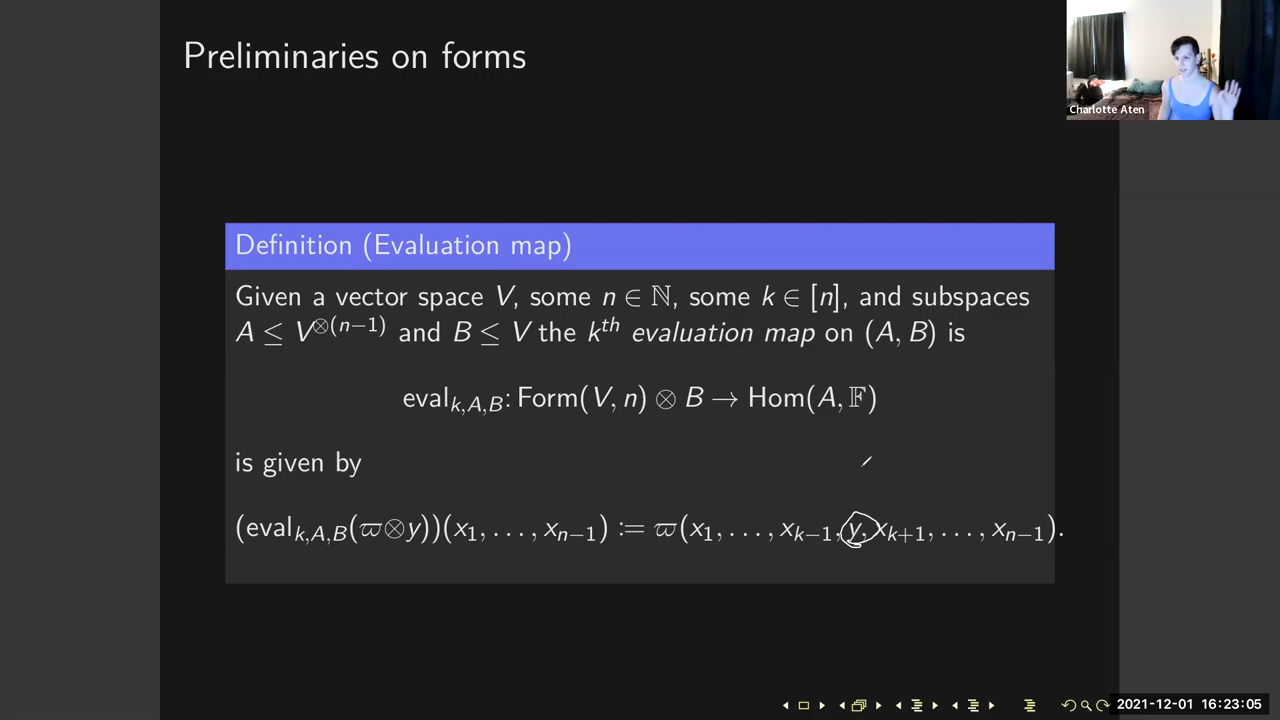 Preliminaries on forms
Charlotte Aten
Definition (Evaluation map)
Given a vector space V, some n ∈ ℕ, some k ∈ [n], and subspaces
A ≤ V^{⊗(n−1)} and B ≤ V the k^{th} evaluation map on (A, B) is
eval_{k,A,B}: Form(V, n) ⊗ B → Hom(A, 𝔽)
is given by
(eval_{k,A,B}(ϖ⊗y))(x_1, …, x_{n−1}) := ϖ(x_1, …, x_{k−1}, y, x_{k+1}, …, x_{n−1}).
2021-12-01 16:23:05